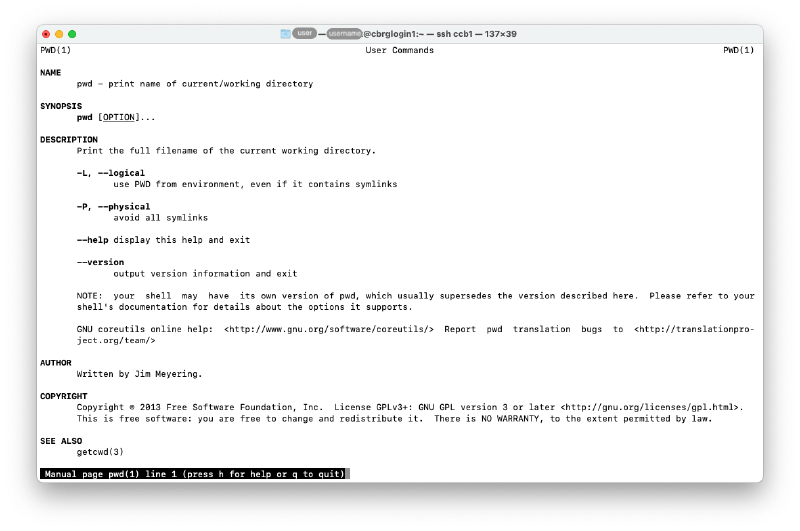 user — username@cbrglogin1:~ — ssh ccb1 — 137×39
PWD(1) User Commands PWD(1)
NAME
pwd - print name of current/working directory
SYNOPSIS
pwd [OPTION]...
DESCRIPTION
Print the full filename of the current working directory.
-L, --logical
use PWD from environment, even if it contains symlinks
-P, --physical
avoid all symlinks
--help display this help and exit
--version
output version information and exit
NOTE: your shell may have its own version of pwd, which usually supersedes the version described here. Please refer to your
shell's documentation for details about the options it supports.
GNU coreutils online help: <http://www.gnu.org/software/coreutils/> Report pwd translation bugs to <http://translationpro-
ject.org/team/>
AUTHOR
Written by Jim Meyering.
COPYRIGHT
Copyright © 2013 Free Software Foundation, Inc. License GPLv3+: GNU GPL version 3 or later <http://gnu.org/licenses/gpl.html>.
This is free software: you are free to change and redistribute it. There is NO WARRANTY, to the extent permitted by law.
SEE ALSO
getcwd(3)
Manual page pwd(1) line 1 (press h for help or q to quit)